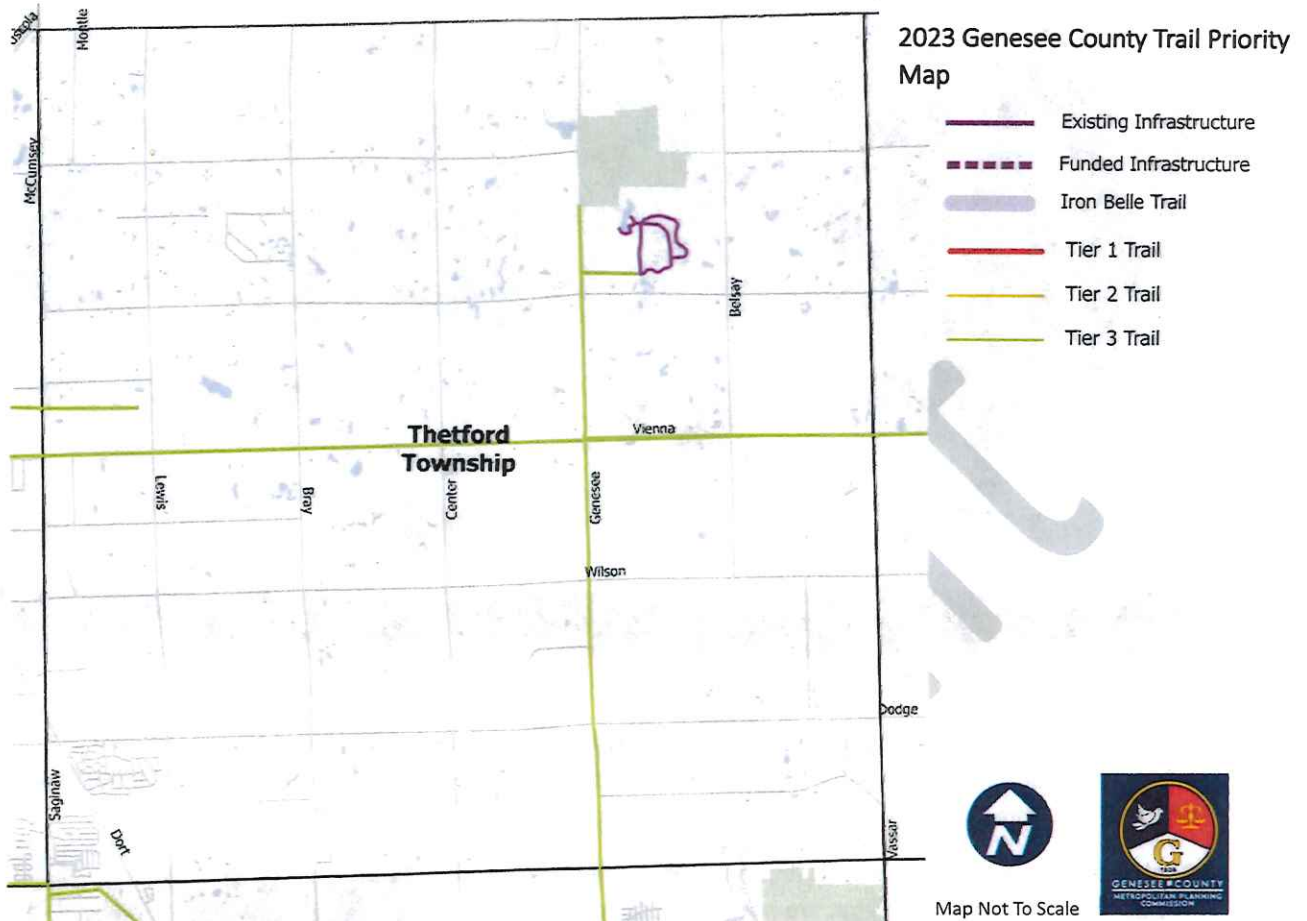 2023 Genesee County Trail Priority
Map
Existing Infrastructure
Funded Infrastructure
Iron Belle Trail
Tier 1 Trail
Tier 2 Trail
Tier 3 Trail
Montle
McCumsey
Belsay
Thetford
Township
Vienna
Lewis
Bray
Center
Genesee
Wilson
Dodge
Saginaw
Dort
Vassar
N
Map Not To Scale
G
GENESEE COUNTY
METROPOLITAN PLANNING
COMMISSION